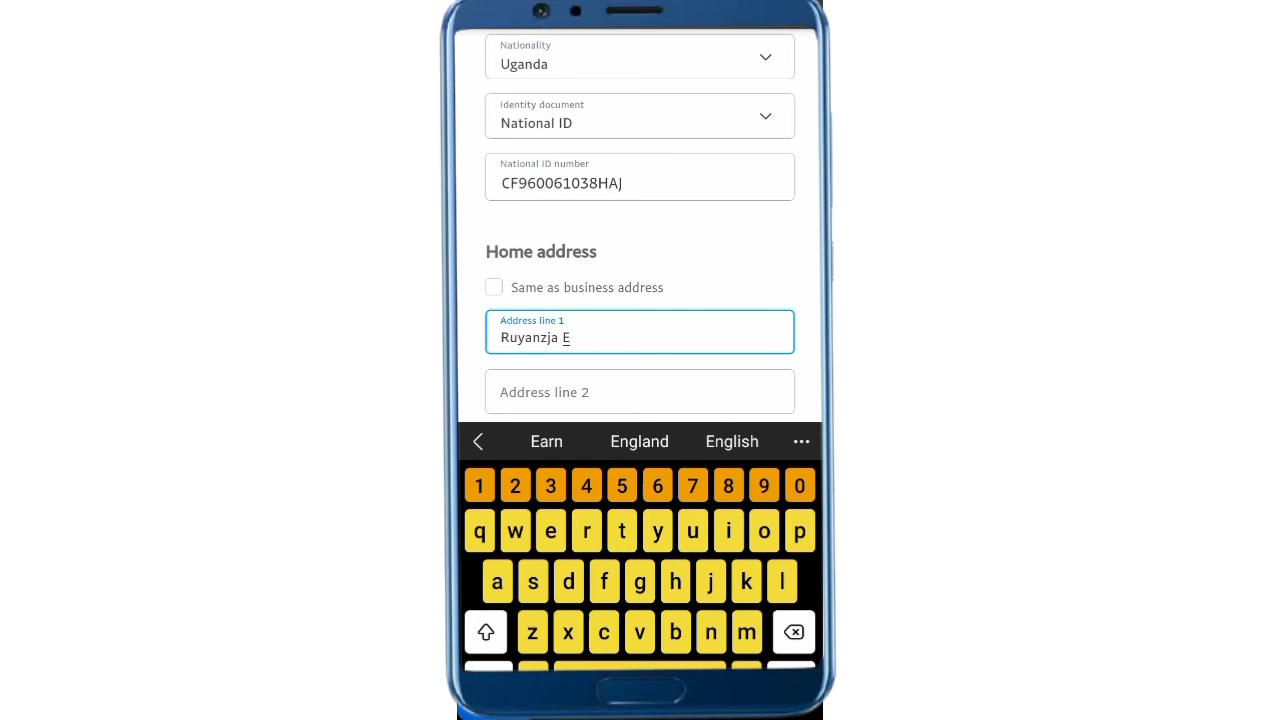 Nationality
Uganda
Identity document
National ID
National ID number
CF960061038HAJ
Home address
Same as business address
Address line 1
Ruyanzja E
Address line 2
Earn England English
1 2 3 4 5 6 7 8 9 0
q w e r t y u i o p
a s d f g h j k l
z x c v b n m